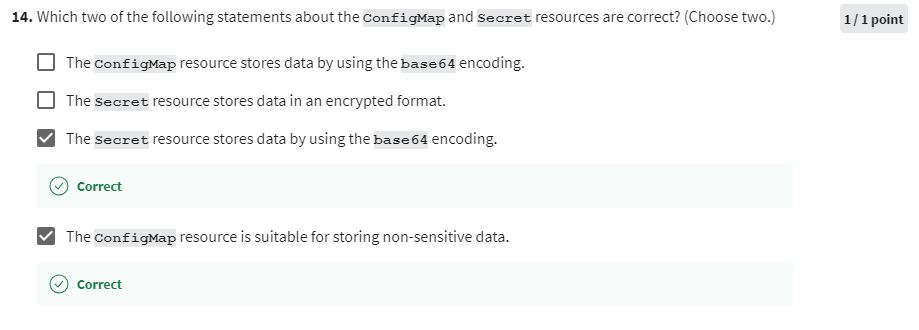 14. Which two of the following statements about the ConfigMap and Secret resources are correct? (Choose two.)
1 / 1 point
The ConfigMap resource stores data by using the base64 encoding.
The Secret resource stores data in an encrypted format.
The Secret resource stores data by using the base64 encoding.
Correct
The ConfigMap resource is suitable for storing non-sensitive data.
Correct